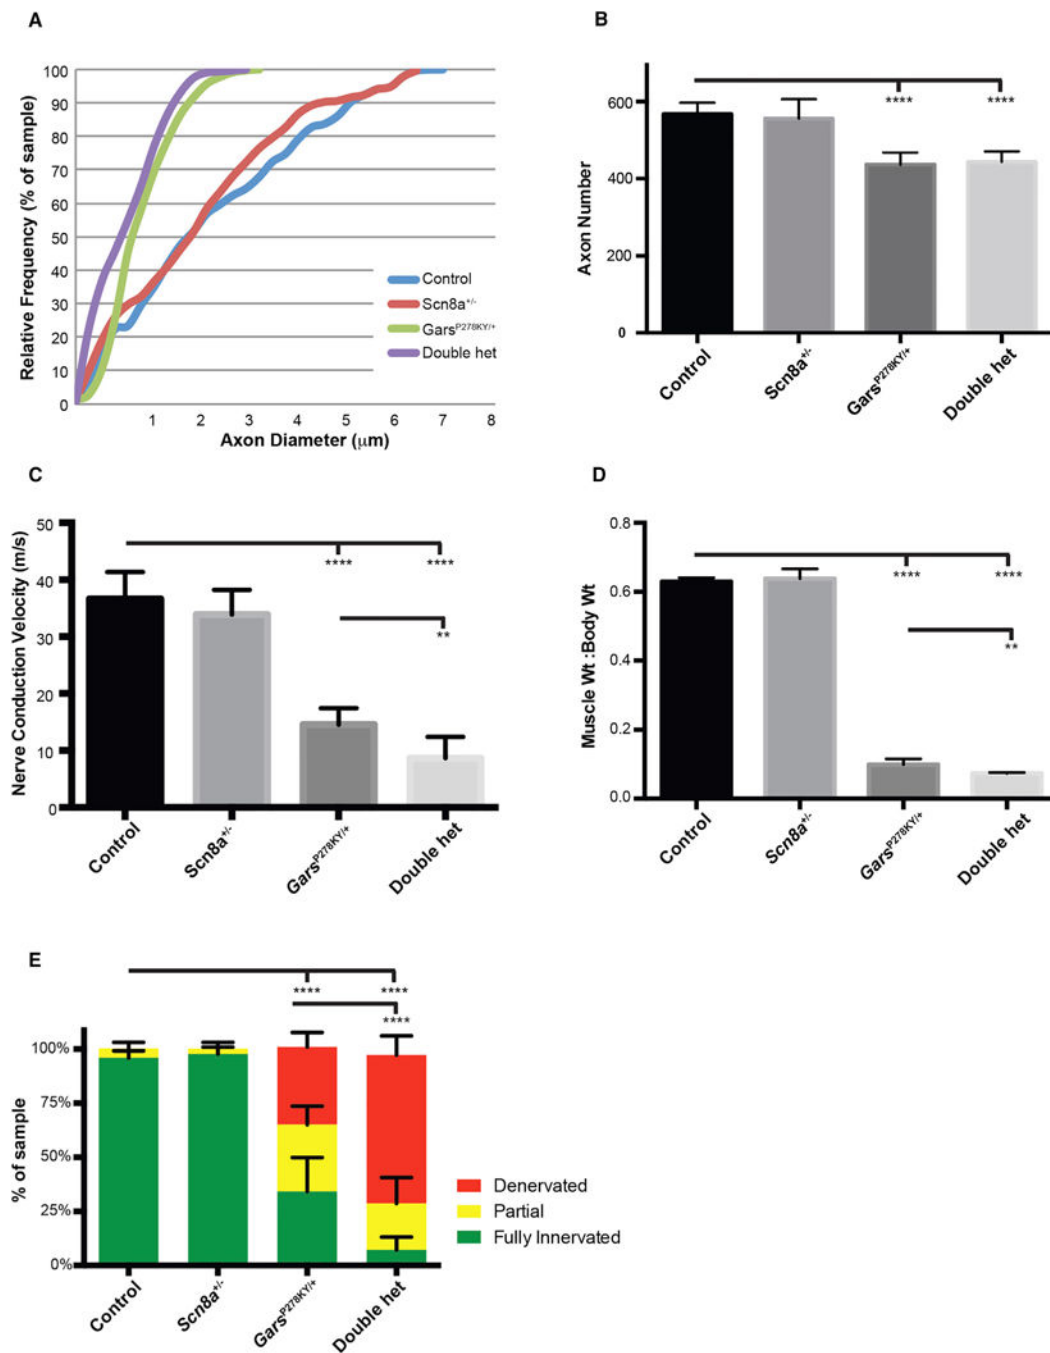 A
Relative Frequency (% of sample)
100
90
80
70
60
50
40
30
20
10
0
1 2 3 4 5 6 7 8
Axon Diameter (μm)
Control
Scn8a+/-
GarsP278KY/+
Double het
B
Axon Number
600
400
200
0
**** ****
Control Scn8a+/- GarsP278KY/+ Double het
C
Nerve Conduction Velocity (m/s)
50
40
30
20
10
0
**** ****
**
Control Scn8a+/- GarsP278KY/+ Double het
D
Muscle Wt :Body Wt
0.8
0.6
0.4
0.2
0.0
**** ****
**
Control Scn8a+/- GarsP278KY/+ Double het
E
% of sample
100%
75%
50%
25%
0%
**** ****
****
Control Scn8a+/- GarsP278KY/+ Double het
Denervated
Partial
Fully Innervated